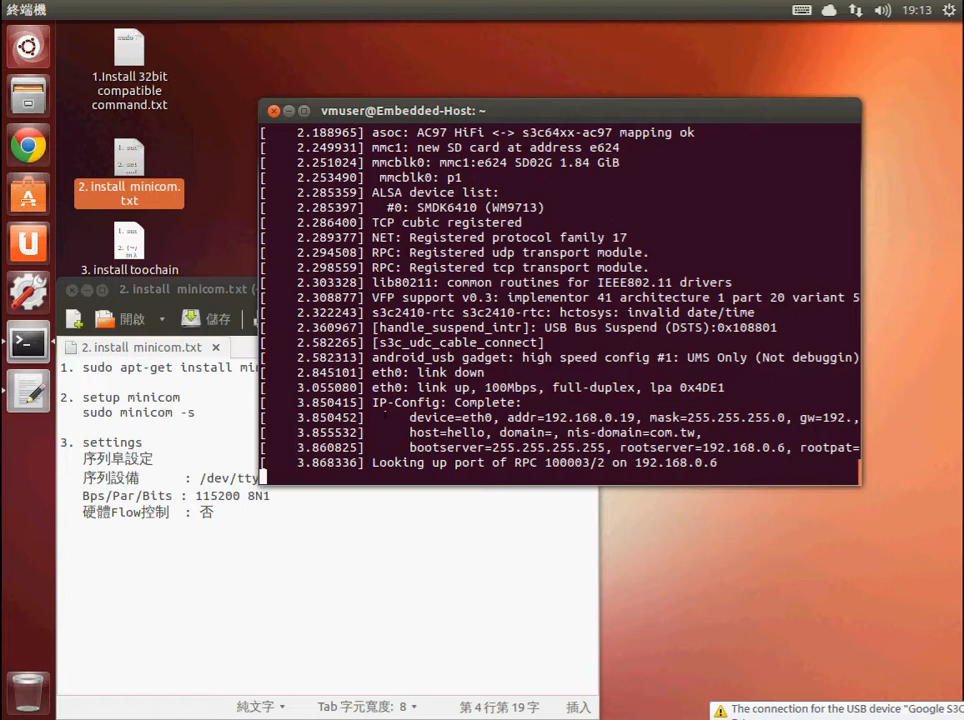 終端機
19:13
1.Install 32bit
compatible
command.txt
2. install minicom.
txt
3. install toochain
vmuser@Embedded-Host: ~
[    2.188965] asoc: AC97 HiFi <-> s3c64xx-ac97 mapping ok
[    2.249931] mmc1: new SD card at address e624
[    2.251024] mmcblk0: mmc1:e624 SD02G 1.84 GiB
[    2.253490]  mmcblk0: p1
[    2.285359] ALSA device list:
[    2.285397]   #0: SMDK6410 (WM9713)
[    2.286400] TCP cubic registered
[    2.289377] NET: Registered protocol family 17
[    2.294508] RPC: Registered udp transport module.
[    2.298559] RPC: Registered tcp transport module.
[    2.303328] lib80211: common routines for IEEE802.11 drivers
[    2.308877] VFP support v0.3: implementor 41 architecture 1 part 20 variant 5
[    2.322243] s3c2410-rtc s3c2410-rtc: hctosys: invalid date/time
[    2.360967] [handle_suspend_intr]: USB Bus Suspend (DSTS):0x108801
[    2.582265] [s3c_udc_cable_connect]
[    2.582313] android_usb gadget: high speed config #1: UMS Only (Not debuggin)
[    2.845101] eth0: link down
[    3.055080] eth0: link up, 100Mbps, full-duplex, lpa 0x4DE1
[    3.850415] IP-Config: Complete:
[    3.850452]      device=eth0, addr=192.168.0.19, mask=255.255.255.0, gw=192.,
[    3.855532]      host=hello, domain=, nis-domain=com.tw,
[    3.860825]      bootserver=255.255.255.255, rootserver=192.168.0.6, rootpat=
[    3.868336] Looking up port of RPC 100003/2 on 192.168.0.6
2. install  minicom.txt (
開啟
儲存
2. install minicom.txt
1. sudo apt-get install mi
2. setup minicom
sudo minicom -s
3. settings
序列阜設定
序列設備 : /dev/tty
Bps/Par/Bits : 115200 8N1
硬體Flow控制 : 否
純文字
Tab 字元寬度: 8
第 4 行第 19 字
插入
The connection for the USB device "Google S3C